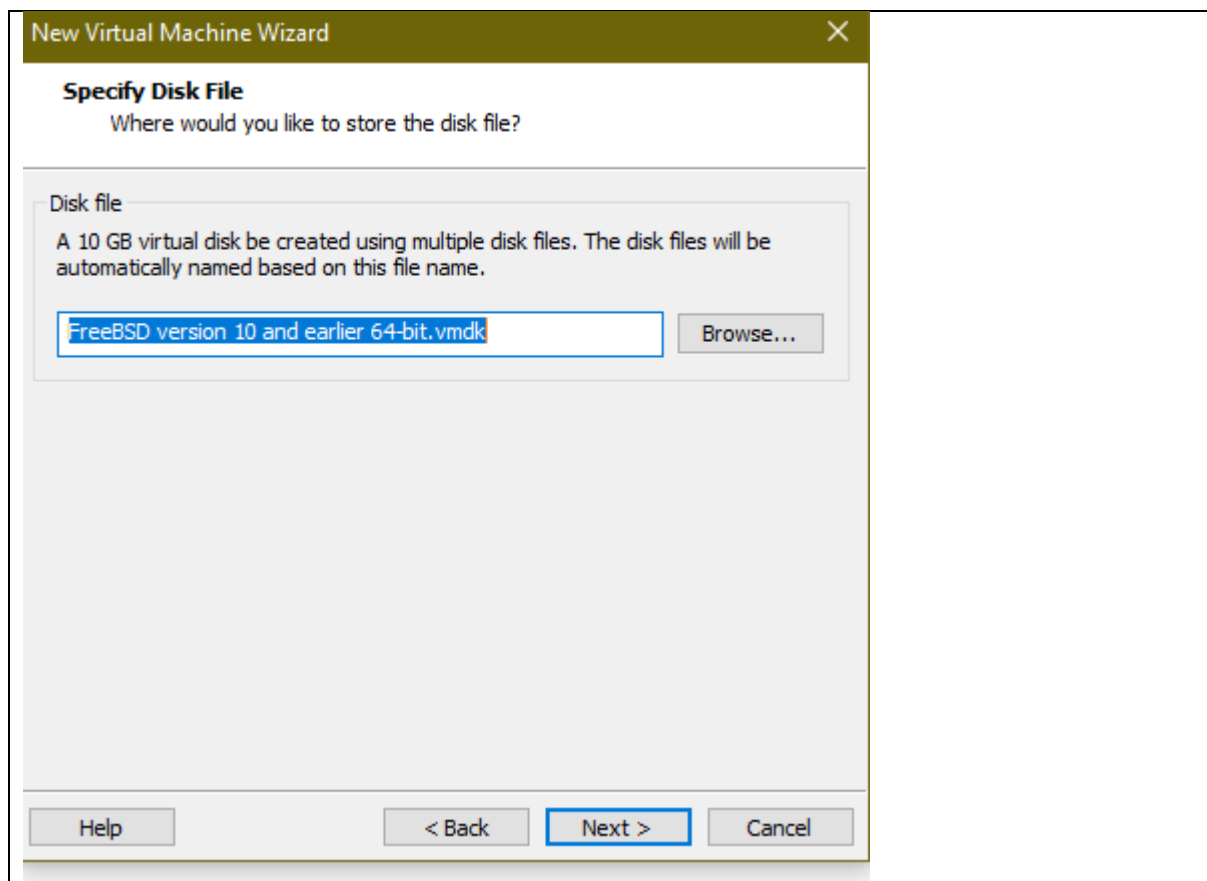 New Virtual Machine Wizard
Specify Disk File
Where would you like to store the disk file?
Disk file
A 10 GB virtual disk be created using multiple disk files. The disk files will be
automatically named based on this file name.
FreeBSD version 10 and earlier 64-bit.vmdk
Browse...
Help
< Back
Next >
Cancel